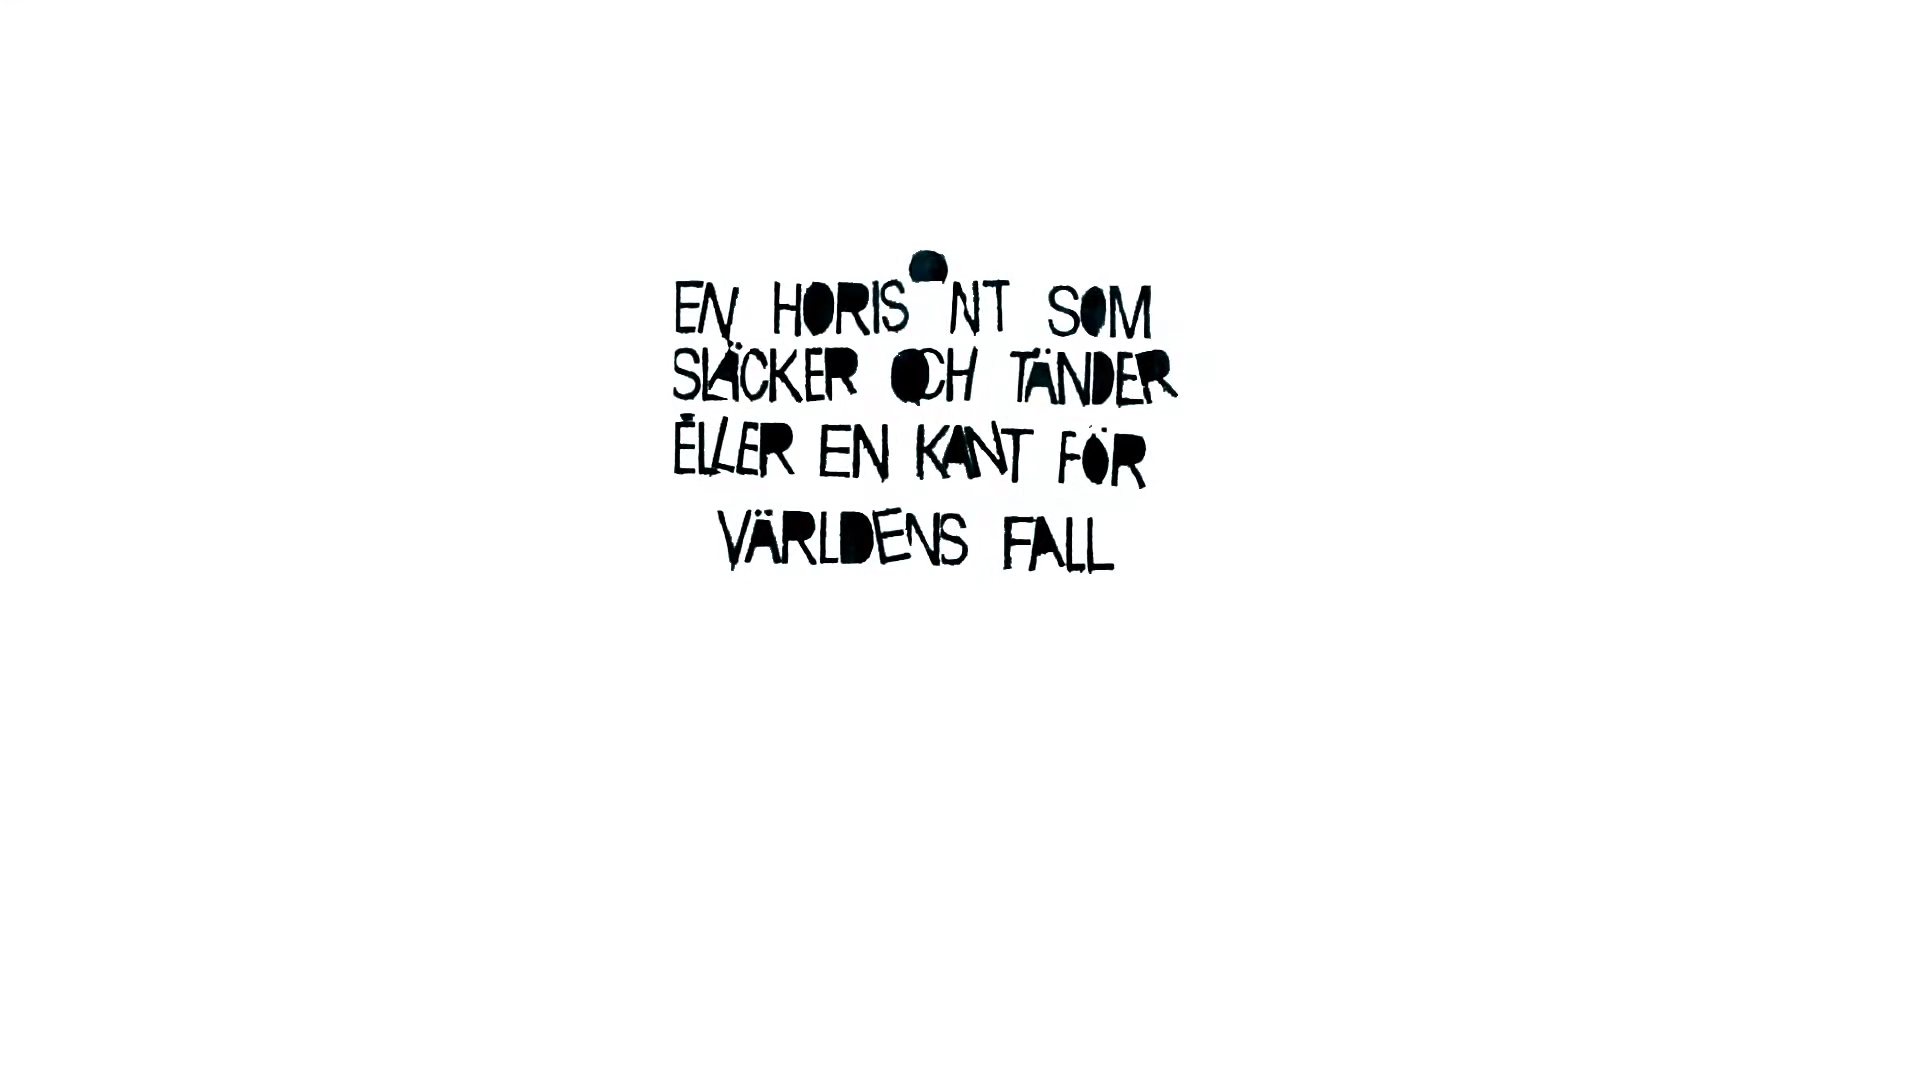 EN HORISONT SOM
SLÄCKER OCH TÄNDER
ELLER EN KANT FÖR
VÄRLDENS FALL